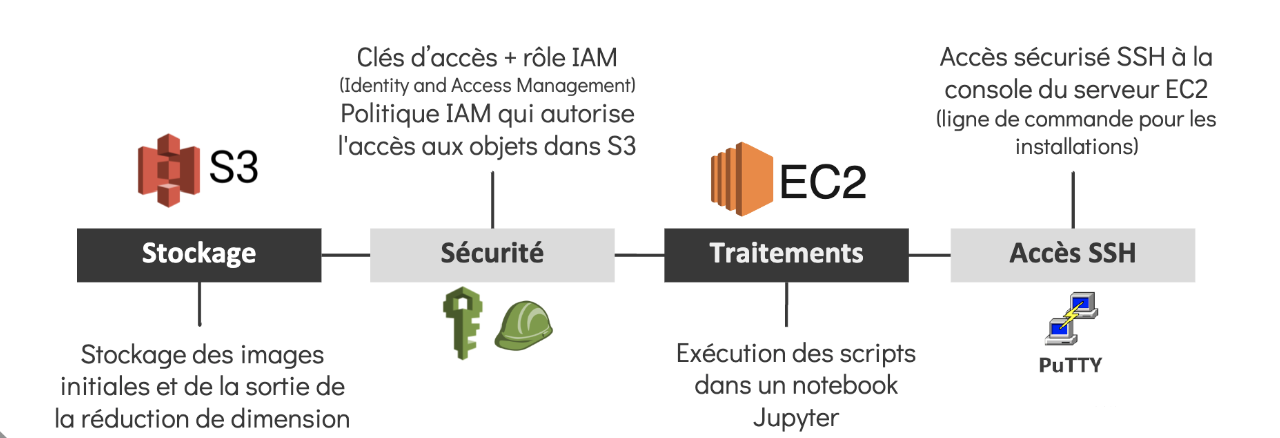 Clés d'accès + rôle IAM
(Identity and Access Management)
Politique IAM qui autorise
l'accès aux objets dans S3
Accès sécurisé SSH à la
console du serveur EC2
(ligne de commande pour les
installations)
S3
EC2
Stockage
Sécurité
Traitements
Accès SSH
Stockage des images
initiales et de la sortie de
la réduction de dimension
Exécution des scripts
dans un notebook
Jupyter
PuTTY